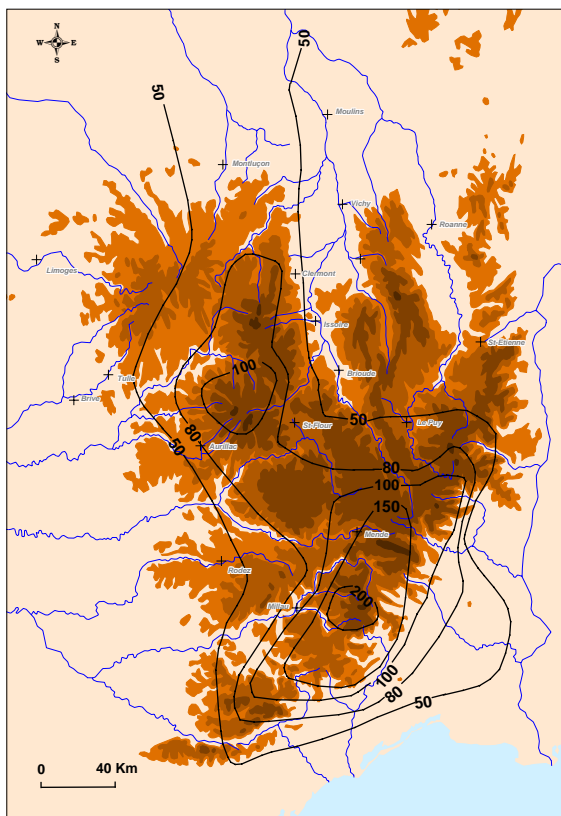 N
W E
S
50
50
Moulins
Montluçon
Vichy
Roanne
Limoges
Clermont
Issoire
St-Etienne
100
Brioude
Tulle
Brive
50
St-Flour
Le Puy
80
Aurillac
50
80
100
150
Mende
Rodez
200
Millau
100
80
50
0 40 Km